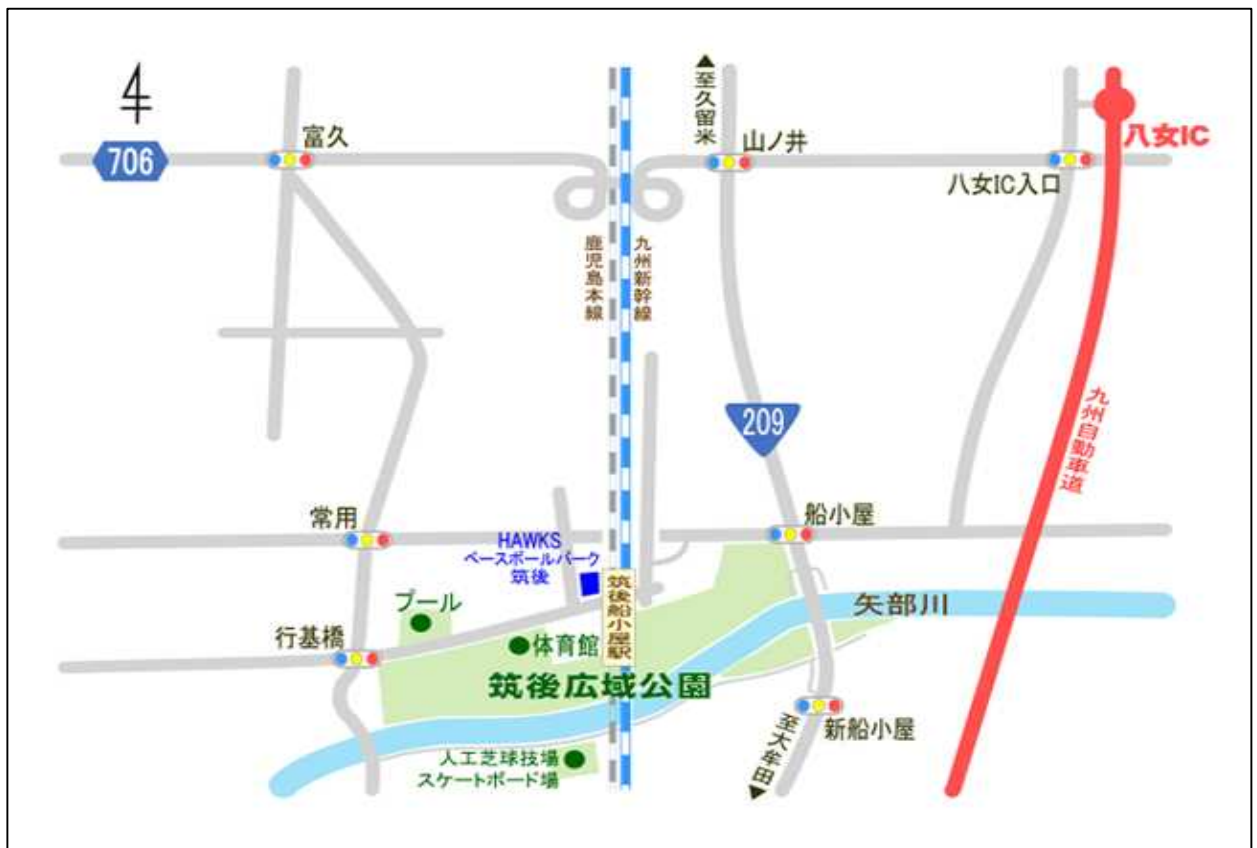 至久留米
富久
山ノ井
八女IC
706
八女IC入口
鹿児島本線
九州新幹線
209
九州自動車道
常用
船小屋
HAWKS
ベースボールパーク
筑後
プール
筑後船小屋駅
矢部川
行基橋
体育館
筑後広域公園
新船小屋
至大牟田
人工芝球技場
スケートボード場